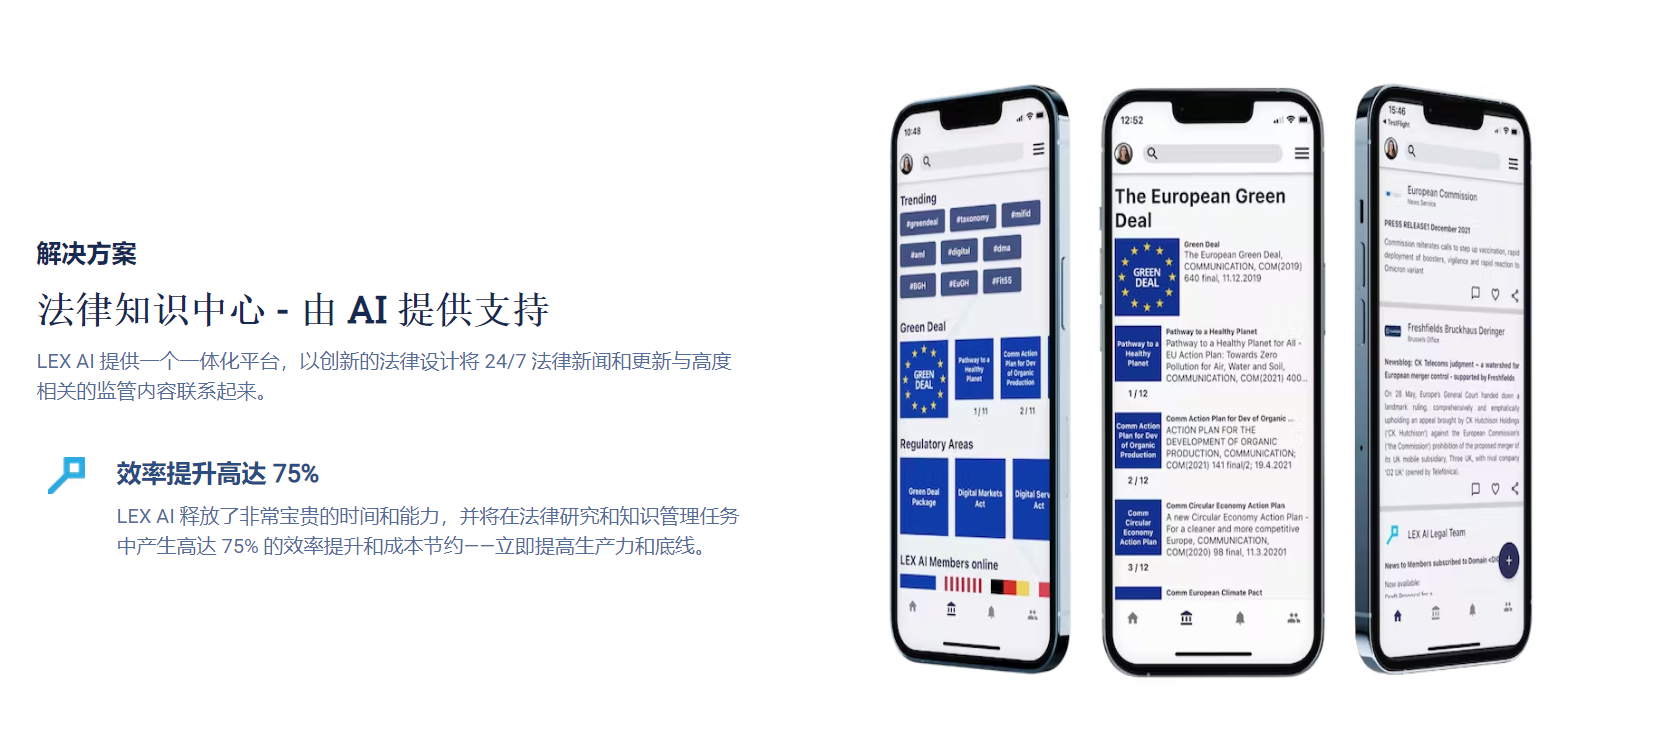 解决方案
法律知识中心 - 由 AI 提供支持
LEX AI 提供一个一体化平台，以创新的法律设计将 24/7 法律新闻和更新与高度
相关的监管内容联系起来。
效率提升高达 75%
LEX AI 释放了非常宝贵的时间和能力，并将在法律研究和知识管理任务
中产生高达 75% 的效率提升和成本节约——立即提高生产力和底线。
10:48
Trending
#greendeal #taxonomy #mifid
#aml #digital #dma
#BGH #EuGH #Fit55
Green Deal
GREEN
DEAL
Pathway to a
Healthy
Planet
Comm Action
Plan for Dev
of Organic
Production
1 / 11
2 / 11
Regulatory Areas
Green Deal
Package
Digital Markets
Act
Digital Serv
Act
LEX AI Members online
12:52
The European Green
Deal
GREEN
DEAL
Green Deal
The European Green Deal,
COMMUNICATION, COM(2019)
640 final, 11.12.2019
Pathway to a
Healthy
Planet
Pathway to a Healthy Planet
Pathway to a Healthy Planet for All -
EU Action Plan: Towards Zero
Pollution for Air, Water and Soil,
COMMUNICATION, COM(2021) 400...
1 / 12
Comm Action
Plan for Dev
of Organic
Production
Comm Action Plan for Dev of Organic ...
ACTION PLAN FOR THE
DEVELOPMENT OF ORGANIC
PRODUCTION, COMMUNICATION;
COM(2021) 141 final/2; 19.4.2021
2 / 12
Comm
Circular
Economy
Action Plan
Comm Circular Economy Action Plan
A new Circular Economy Action Plan -
For a cleaner and more competitive
Europe, COMMUNICATION,
COM(2020) 98 final, 11.3.20201
3 / 12
Comm European Climate Pact
15:46
TestFlight
European Commission
News Service
PRESS RELEASE1 December 2021
Commission reiterates calls to step up vaccination, rapid
deployment of boosters, vigilance and rapid reaction to
Omicron variant
Freshfields Bruckhaus Deringer
Brussels Office
Newsblog: CK Telecoms judgment – a watershed for
European merger control - supported by Freshfields
On 28 May, Europe's General Court handed down a
landmark ruling, comprehensively and emphatically
upholding an appeal brought by CK Hutchison Holdings
('CK Hutchison') against the European Commission's
('the Commission') prohibition of the proposed merger of
its UK mobile subsidiary, Three UK, with rival company
'O2 UK' (owned by Telefónica).
LEX AI Legal Team
News to Members subscribed to Domain <DI
Now available: